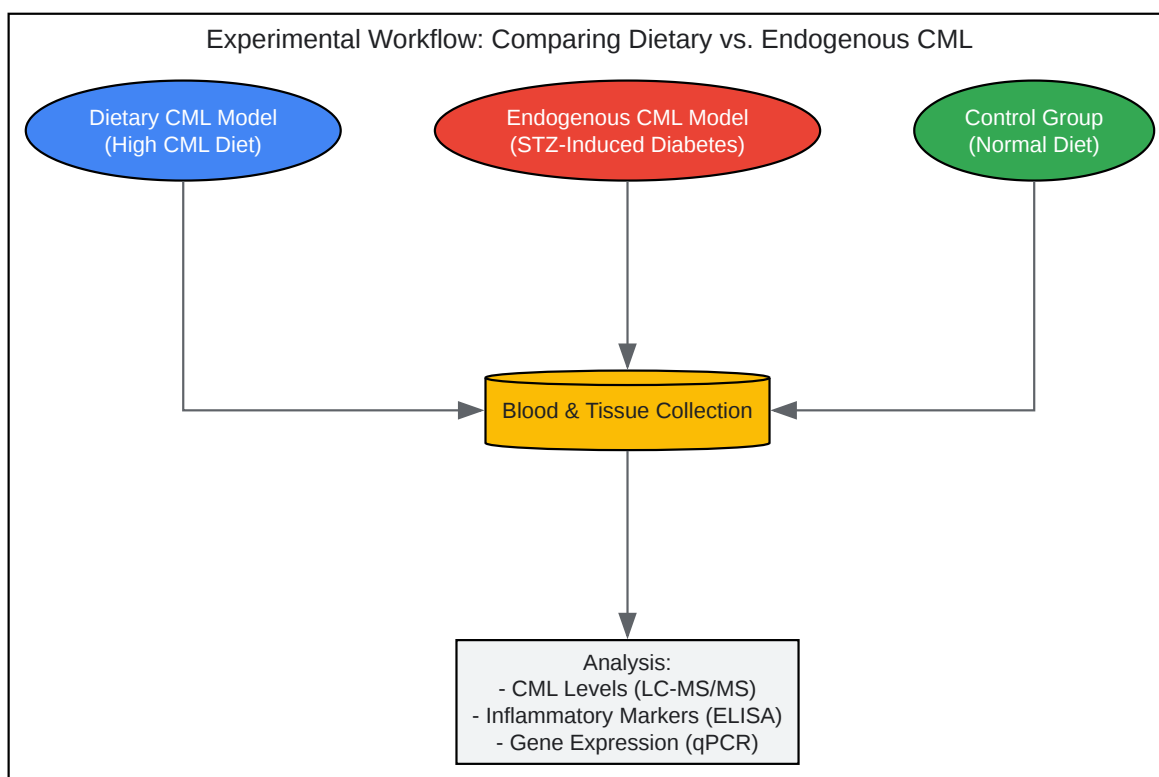 Experimental Workflow: Comparing Dietary vs. Endogenous CML
Dietary CML Model
(High CML Diet)
Endogenous CML Model
(STZ-Induced Diabetes)
Control Group
(Normal Diet)
Blood & Tissue Collection
Analysis:
- CML Levels (LC-MS/MS)
- Inflammatory Markers (ELISA)
- Gene Expression (qPCR)